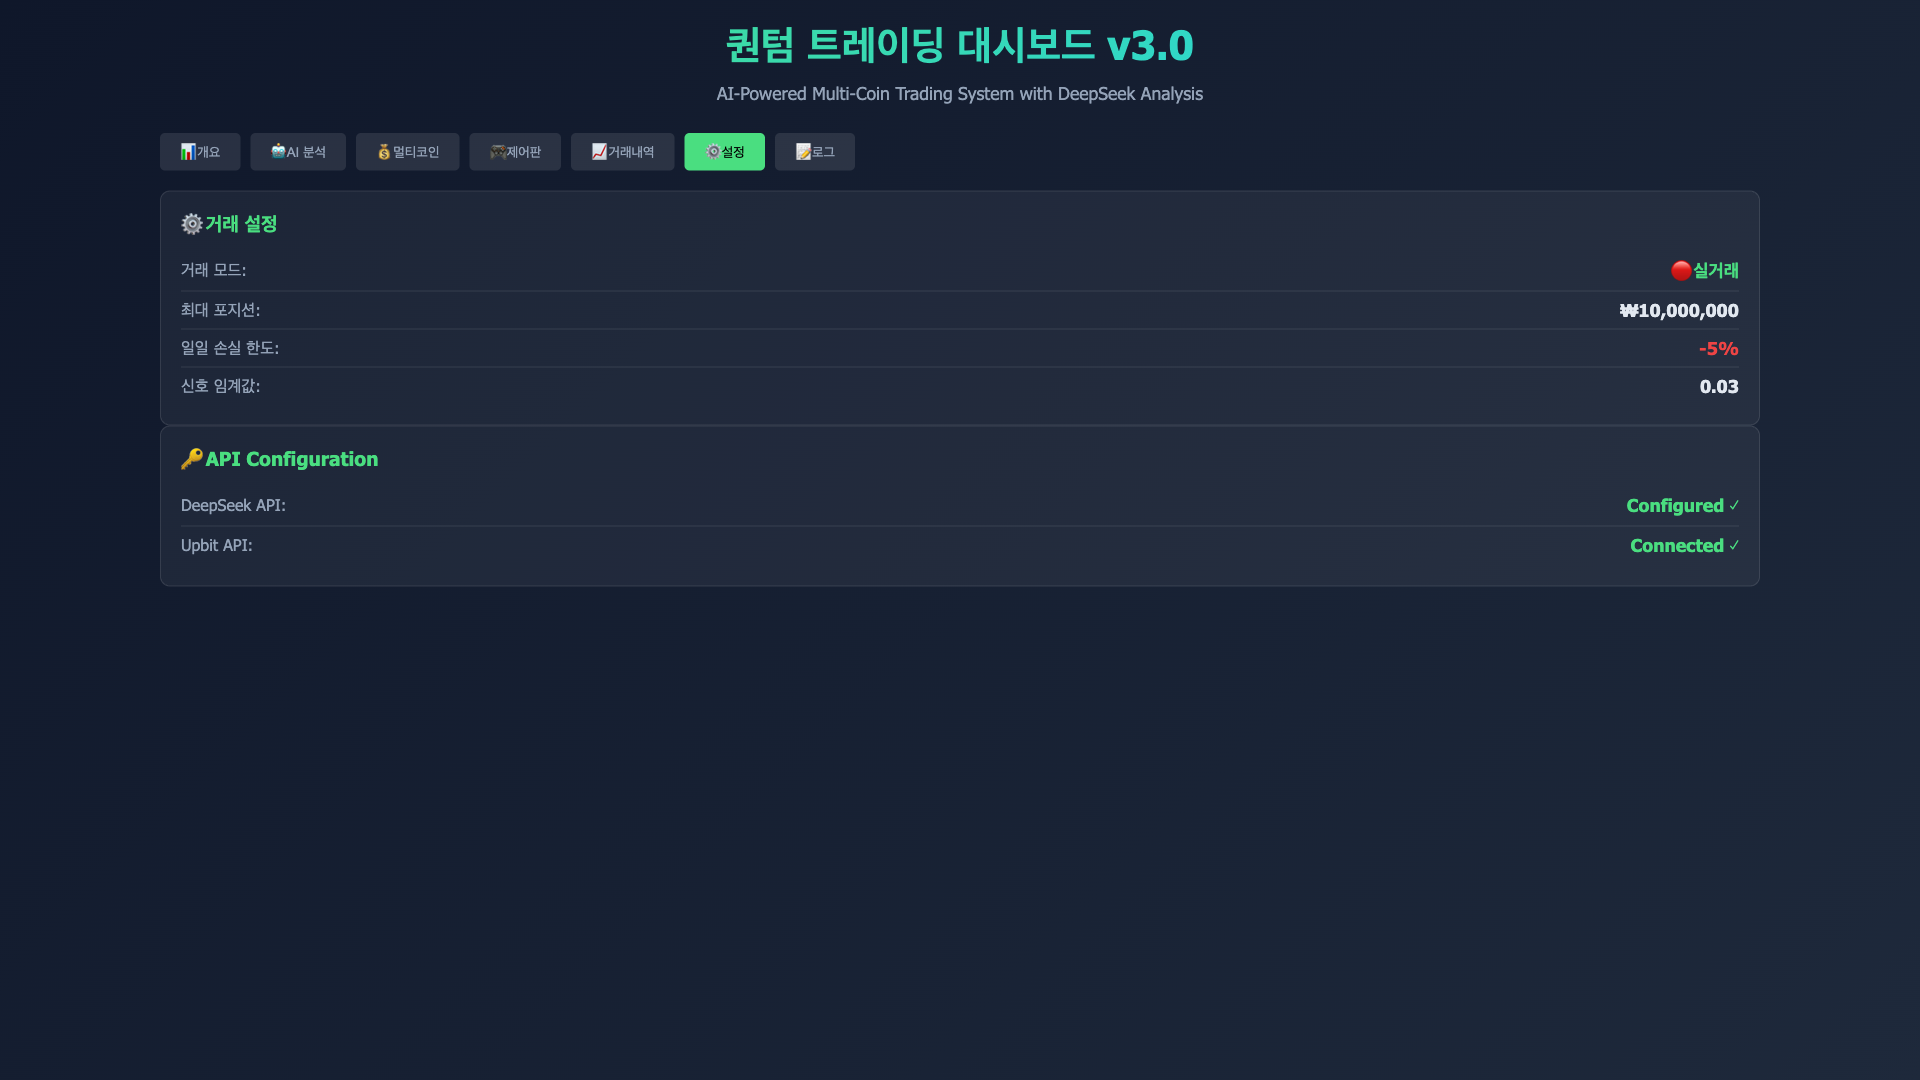 퀀텀 트레이딩 대시보드 v3.0
AI-Powered Multi-Coin Trading System with DeepSeek Analysis
📊개요 🤖AI 분석 💰멀티코인 🎮제어판 📈거래내역 ⚙️설정 📝로그
⚙️거래 설정
거래 모드: 🔴실거래
최대 포지션: ₩10,000,000
일일 손실 한도: -5%
신호 임계값: 0.03
🔑API Configuration
DeepSeek API: Configured ✓
Upbit API: Connected ✓